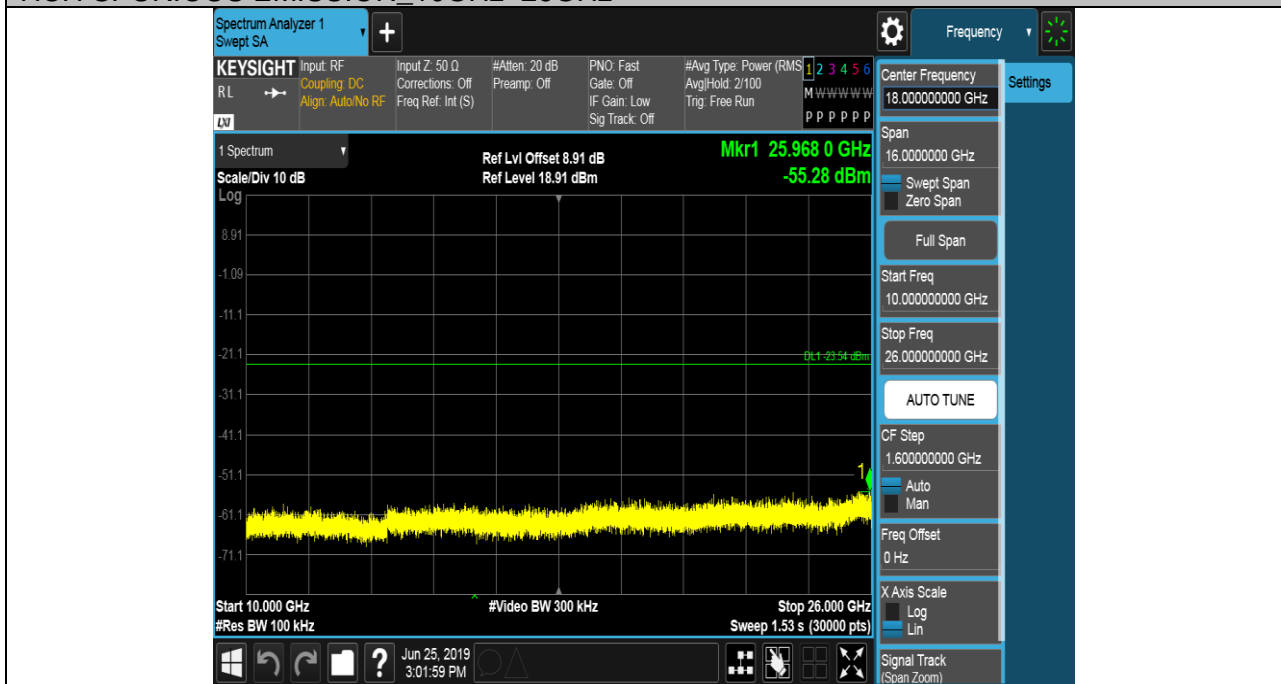 Spectrum Analyzer 1
Swept SA
+
Frequency
KEYSIGHT
RL
LXI
Input: RF
Coupling: DC
Align: Auto/No RF
Input Z: 50 Ω
Corrections: Off
Freq Ref: Int (S)
#Atten: 20 dB
Preamp: Off
PNO: Fast
Gate: Off
IF Gain: Low
Sig Track: Off
#Avg Type: Power (RMS
Avg|Hold: 2/100
Trig: Free Run
1 2 3 4 5 6
M W W W W W
P P P P P P
1 Spectrum
Scale/Div 10 dB
Log
Ref Lvl Offset 8.91 dB
Ref Level 18.91 dBm
Mkr1 25.968 0 GHz
-55.28 dBm
8.91
-1.09
-11.1
-21.1
DL1 -23.54 dBm
-31.1
-41.1
-51.1
1
-61.1
-71.1
Start 10.000 GHz
#Res BW 100 kHz
#Video BW 300 kHz
Stop 26.000 GHz
Sweep 1.53 s (30000 pts)
?
Jun 25, 2019
3:01:59 PM
Center Frequency
18.000000000 GHz
Settings
Span
16.0000000 GHz
Swept Span
Zero Span
Full Span
Start Freq
10.000000000 GHz
Stop Freq
26.000000000 GHz
AUTO TUNE
CF Step
1.600000000 GHz
Auto
Man
Freq Offset
0 Hz
X Axis Scale
Log
Lin
Signal Track
(Span Zoom)